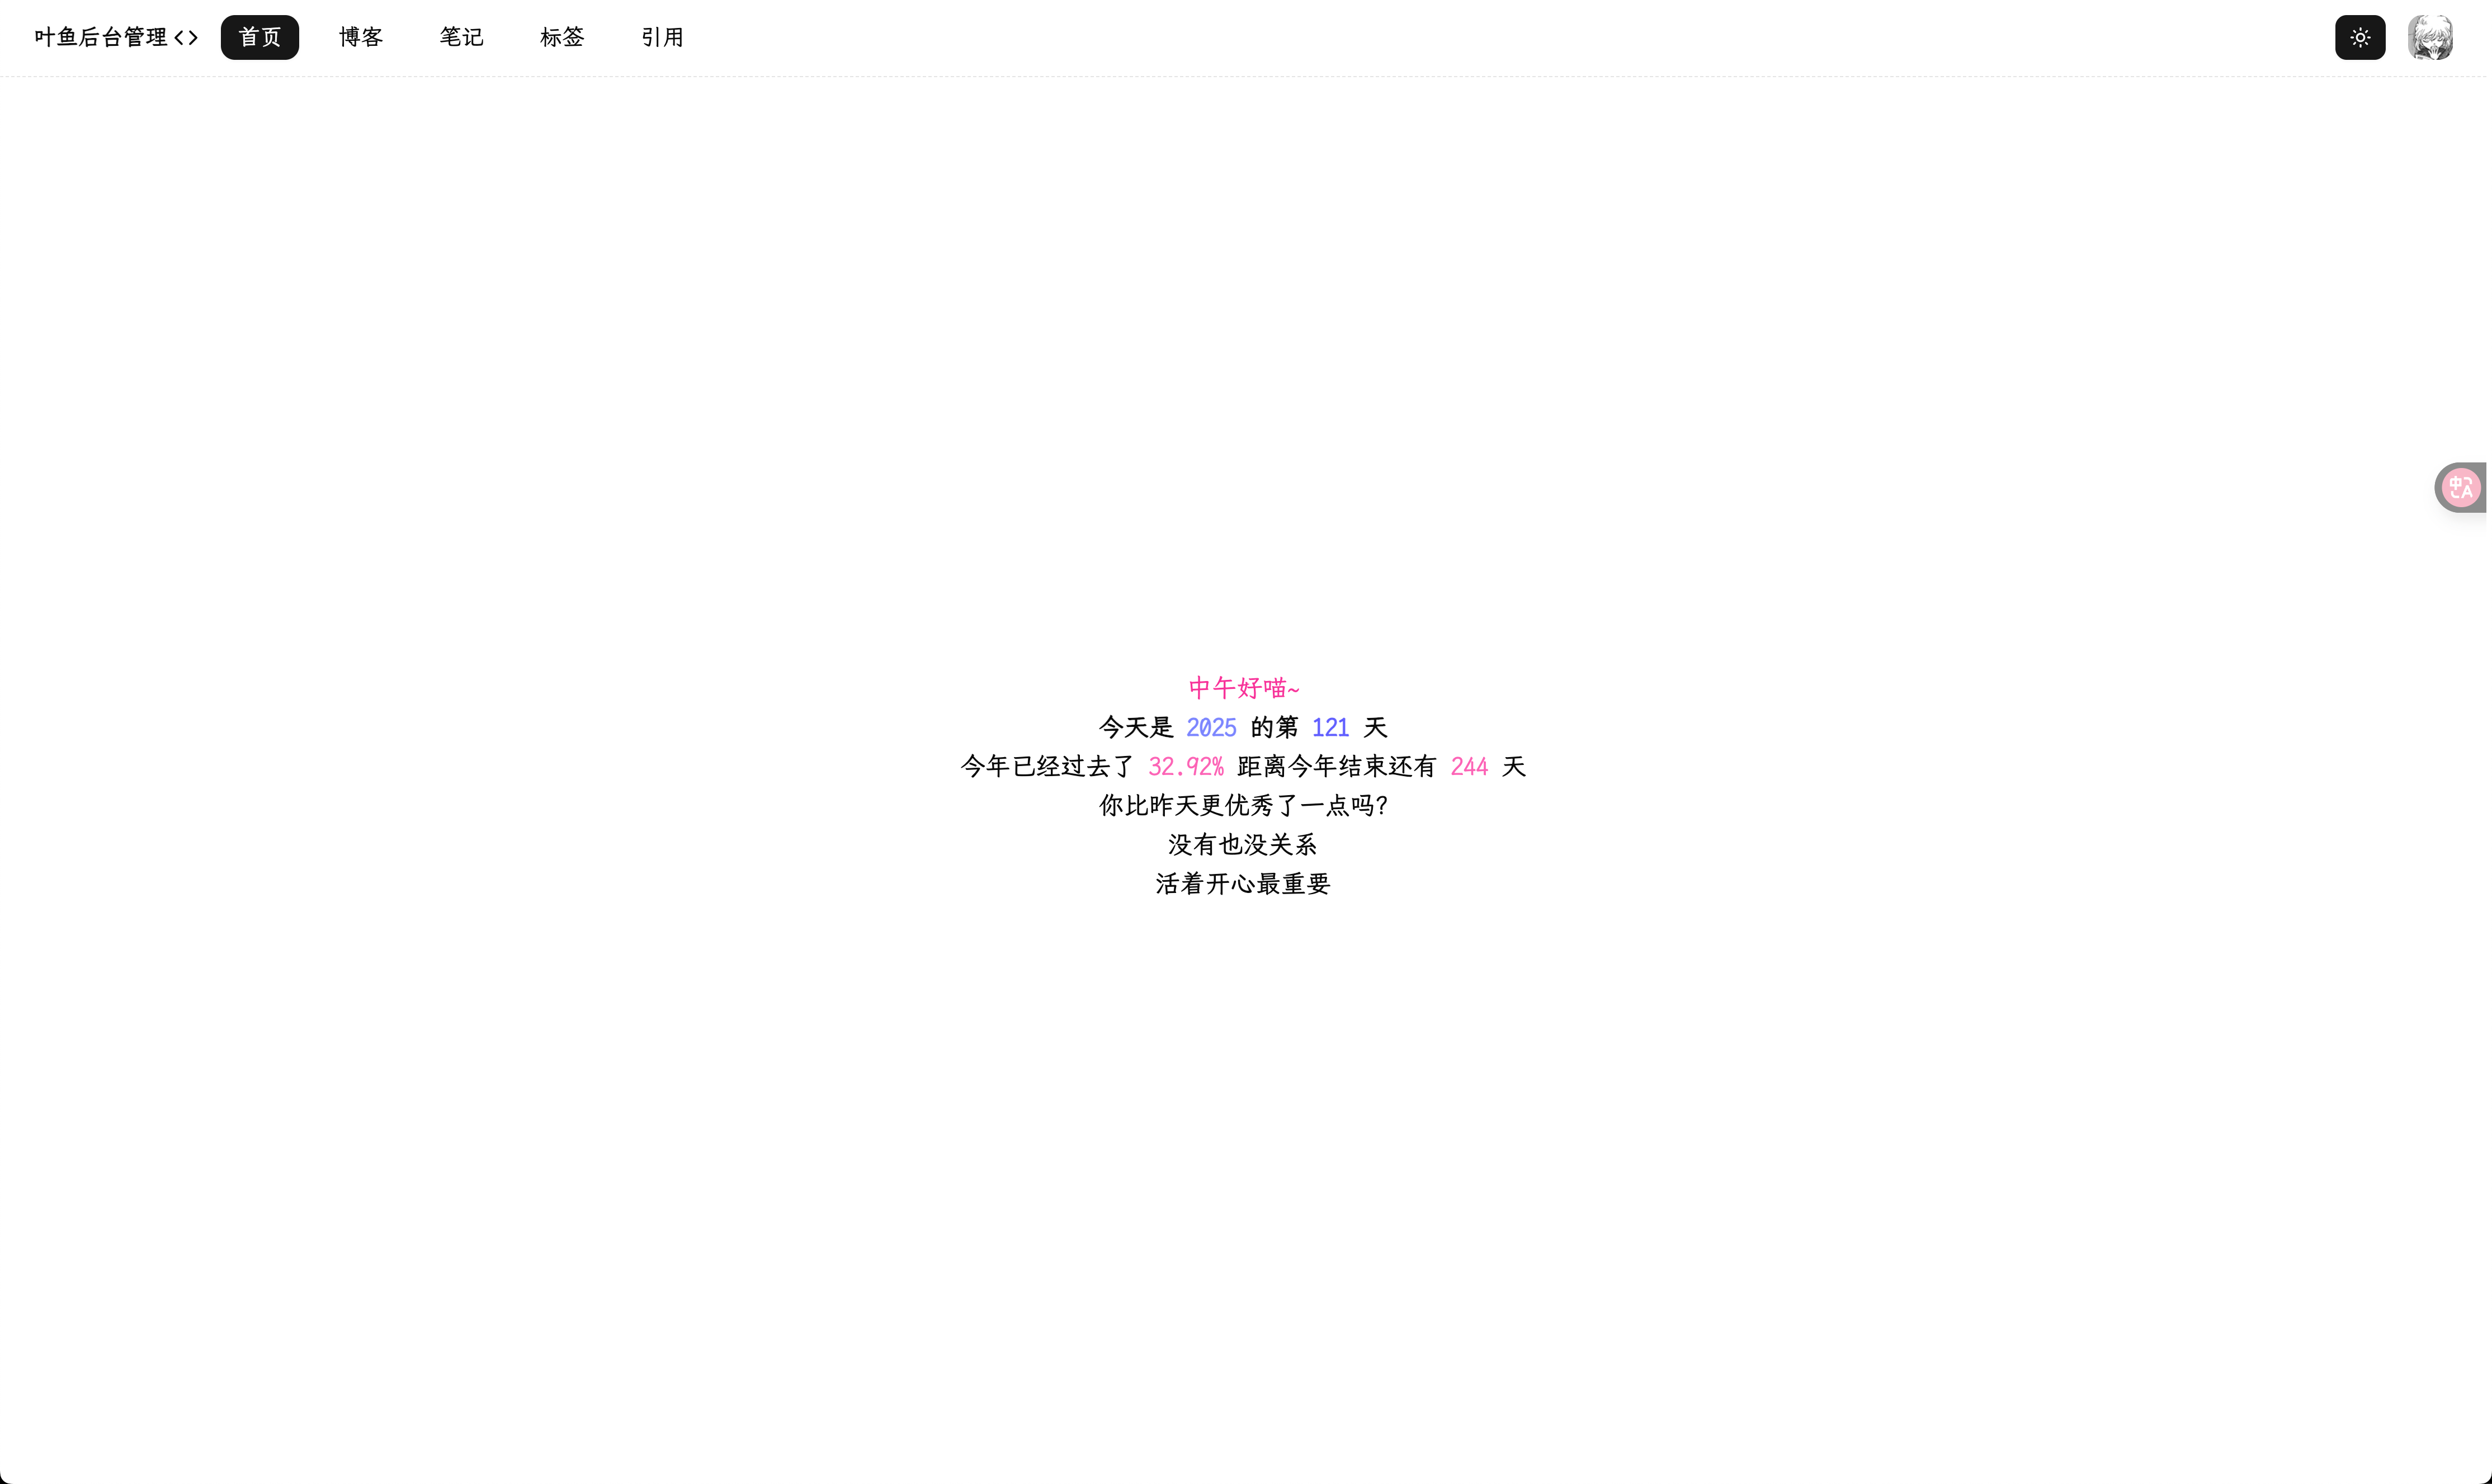 叶鱼后台管理<> 首页 博客 笔记 标签 引用
中A
中午好喵~
今天是 2025 的第 121 天
今年已经过去了 32.92% 距离今年结束还有 244 天
你比昨天更优秀了一点吗?
没有也没关系
活着开心最重要